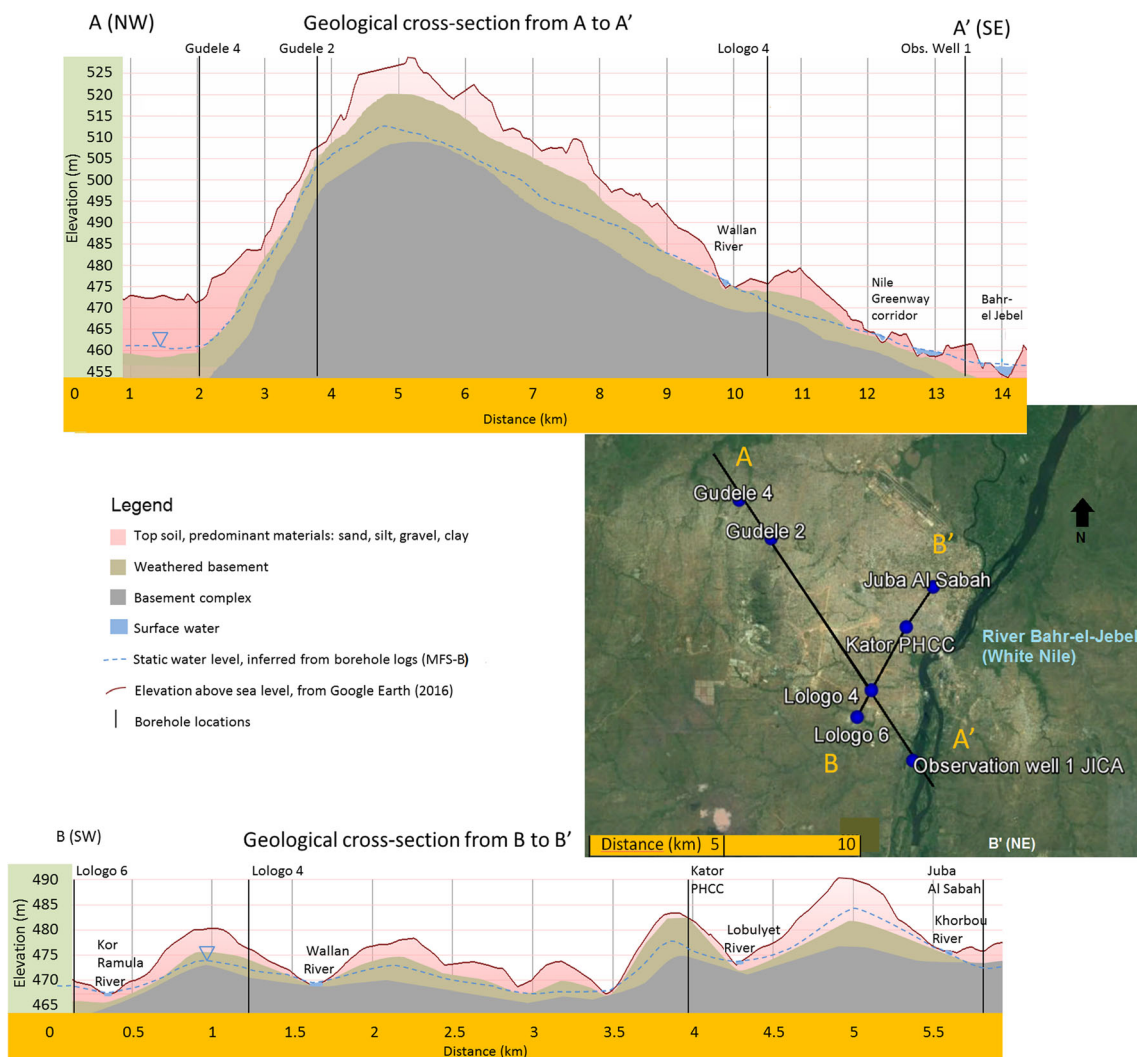 A (NW)
Geological cross-section from A to A’
A’ (SE)
Gudele 4
Gudele 2
Lologo 4
Obs. Well 1
Elevation (m)
525
520
515
510
505
500
495
490
485
480
475
470
465
460
455
Wallan
River
Nile
Greenway
corridor
Bahr-
el Jebel
0 1 2 3 4 5 6 7 8 9 10 11 12 13 14
Distance (km)
Legend
Top soil, predominant materials: sand, silt, gravel, clay
Weathered basement
Basement complex
Surface water
Static water level, inferred from borehole logs (MFS-B)
Elevation above sea level, from Google Earth (2016)
Borehole locations
A
Gudele 4
Gudele 2
N
B’
Juba Al Sabah
Kator PHCC
River Bahr-el-Jebel
(White Nile)
Lologo 4
Lologo 6
A’
B
Observation well 1 JICA
Distance (km) 5 10
B’ (NE)
B (SW)
Geological cross-section from B to B’
Lologo 6
Lologo 4
Kator
PHCC
Juba
Al Sabah
Elevation (m)
490
485
480
475
470
465
Kor
Ramula
River
Wallan
River
Lobulyet
River
Khorbou
River
0 0.5 1 1.5 2 2.5 3 3.5 4 4.5 5 5.5
Distance (km)